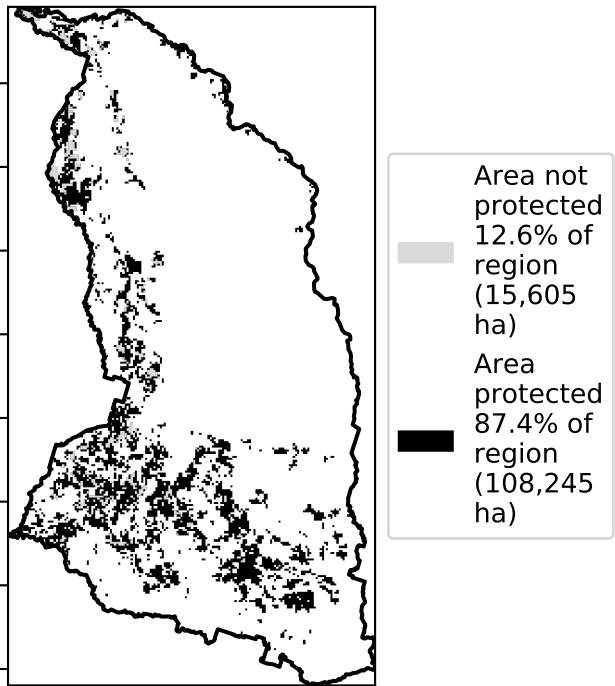 Area not
protected
12.6% of
region
(15,605
ha)
Area
protected
87.4% of
region
(108,245
ha)